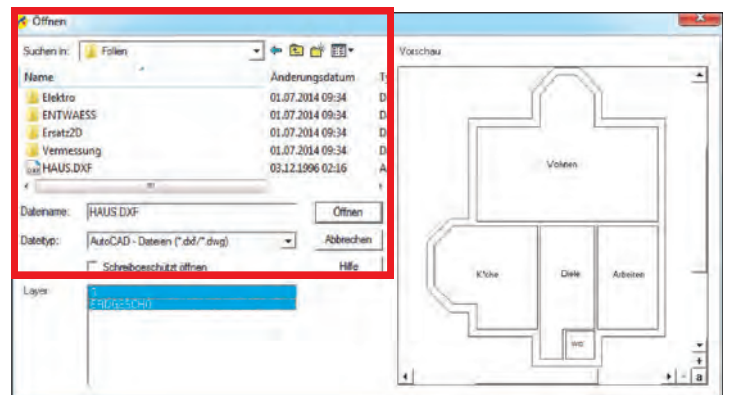 Öffnen
Suchen in: Folien
Vorschau
Name Änderungsdatum
Elektro 01.07.2014 09:34 D
ENTWAESS 01.07.2014 09:34 D
Ersatz2D 01.07.2014 09:34 D
Vermessung 01.07.2014 09:34 D
HAUS.DXF 03.12.1996 02:16 A
Dateiname: HAUS.DXF Öffnen
Dateityp: AutoCAD - Dateien (*.dxf/*.dwg) Abbrechen
Schreibgeschützt öffnen Hilfe
Layer
ERDGESCHO
Wohnen
K?che Diele Arbeiten
WC
+
- a